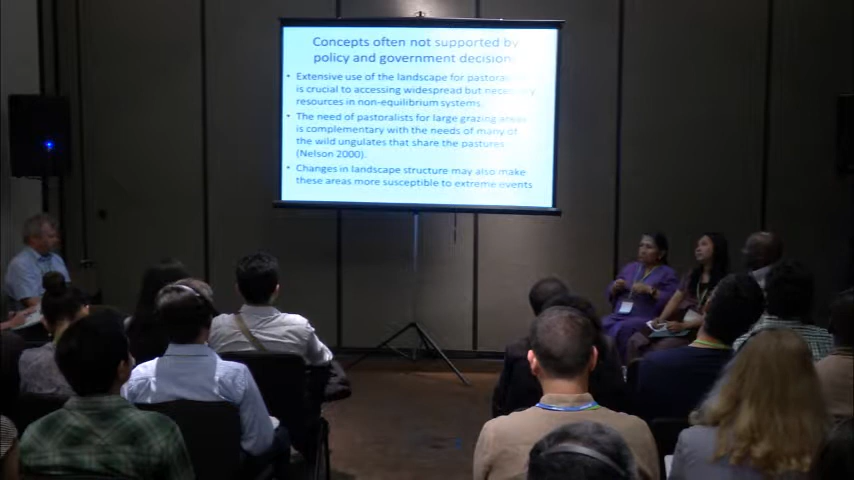 Concepts often not supported by
policy and government decision
• Extensive use of the landscape for
is crucial to accessing widespread but necessary
resources in non-equilibrium systems.
• The need of pastoralists for large grazing areas
is complementary with the needs of many of
the wild ungulates that share the pastures
(Nelson 2000).
• Changes in landscape structure may also make
these areas more susceptible to extreme events